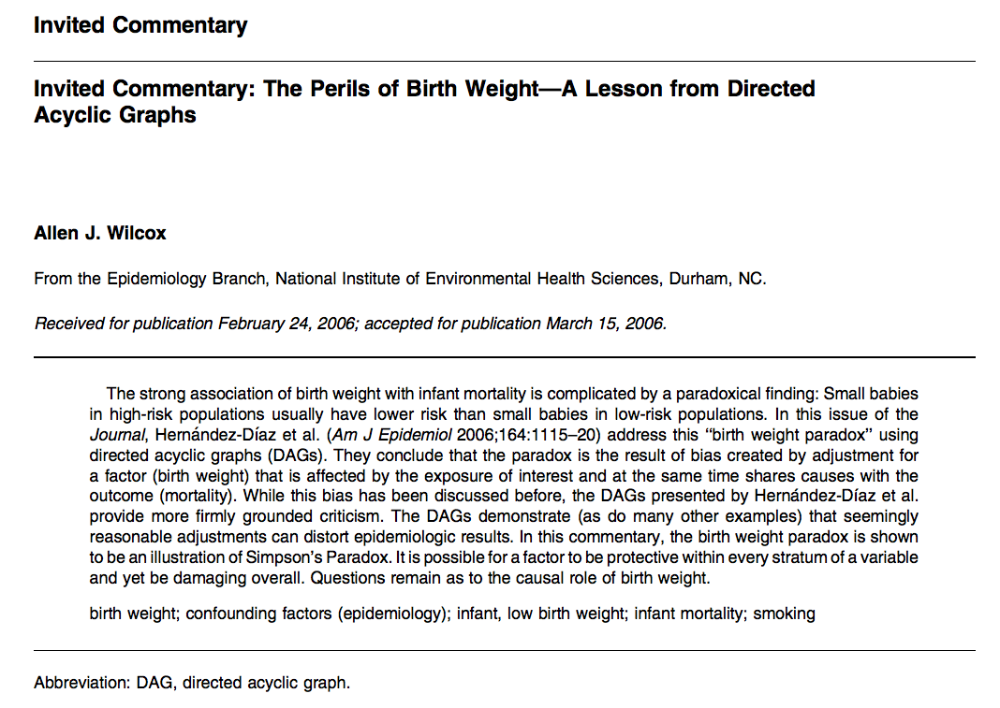 Invited Commentary
Invited Commentary: The Perils of Birth Weight—A Lesson from Directed
Acyclic Graphs
Allen J. Wilcox
From the Epidemiology Branch, National Institute of Environmental Health Sciences, Durham, NC.
Received for publication February 24, 2006; accepted for publication March 15, 2006.
The strong association of birth weight with infant mortality is complicated by a paradoxical finding: Small babies
in high-risk populations usually have lower risk than small babies in low-risk populations. In this issue of the
Journal, Hernández-Díaz et al. (Am J Epidemiol 2006;164:1115–20) address this “birth weight paradox” using
directed acyclic graphs (DAGs). They conclude that the paradox is the result of bias created by adjustment for
a factor (birth weight) that is affected by the exposure of interest and at the same time shares causes with the
outcome (mortality). While this bias has been discussed before, the DAGs presented by Hernández-Díaz et al.
provide more firmly grounded criticism. The DAGs demonstrate (as do many other examples) that seemingly
reasonable adjustments can distort epidemiologic results. In this commentary, the birth weight paradox is shown
to be an illustration of Simpson’s Paradox. It is possible for a factor to be protective within every stratum of a variable
and yet be damaging overall. Questions remain as to the causal role of birth weight.
birth weight; confounding factors (epidemiology); infant, low birth weight; infant mortality; smoking
Abbreviation: DAG, directed acyclic graph.